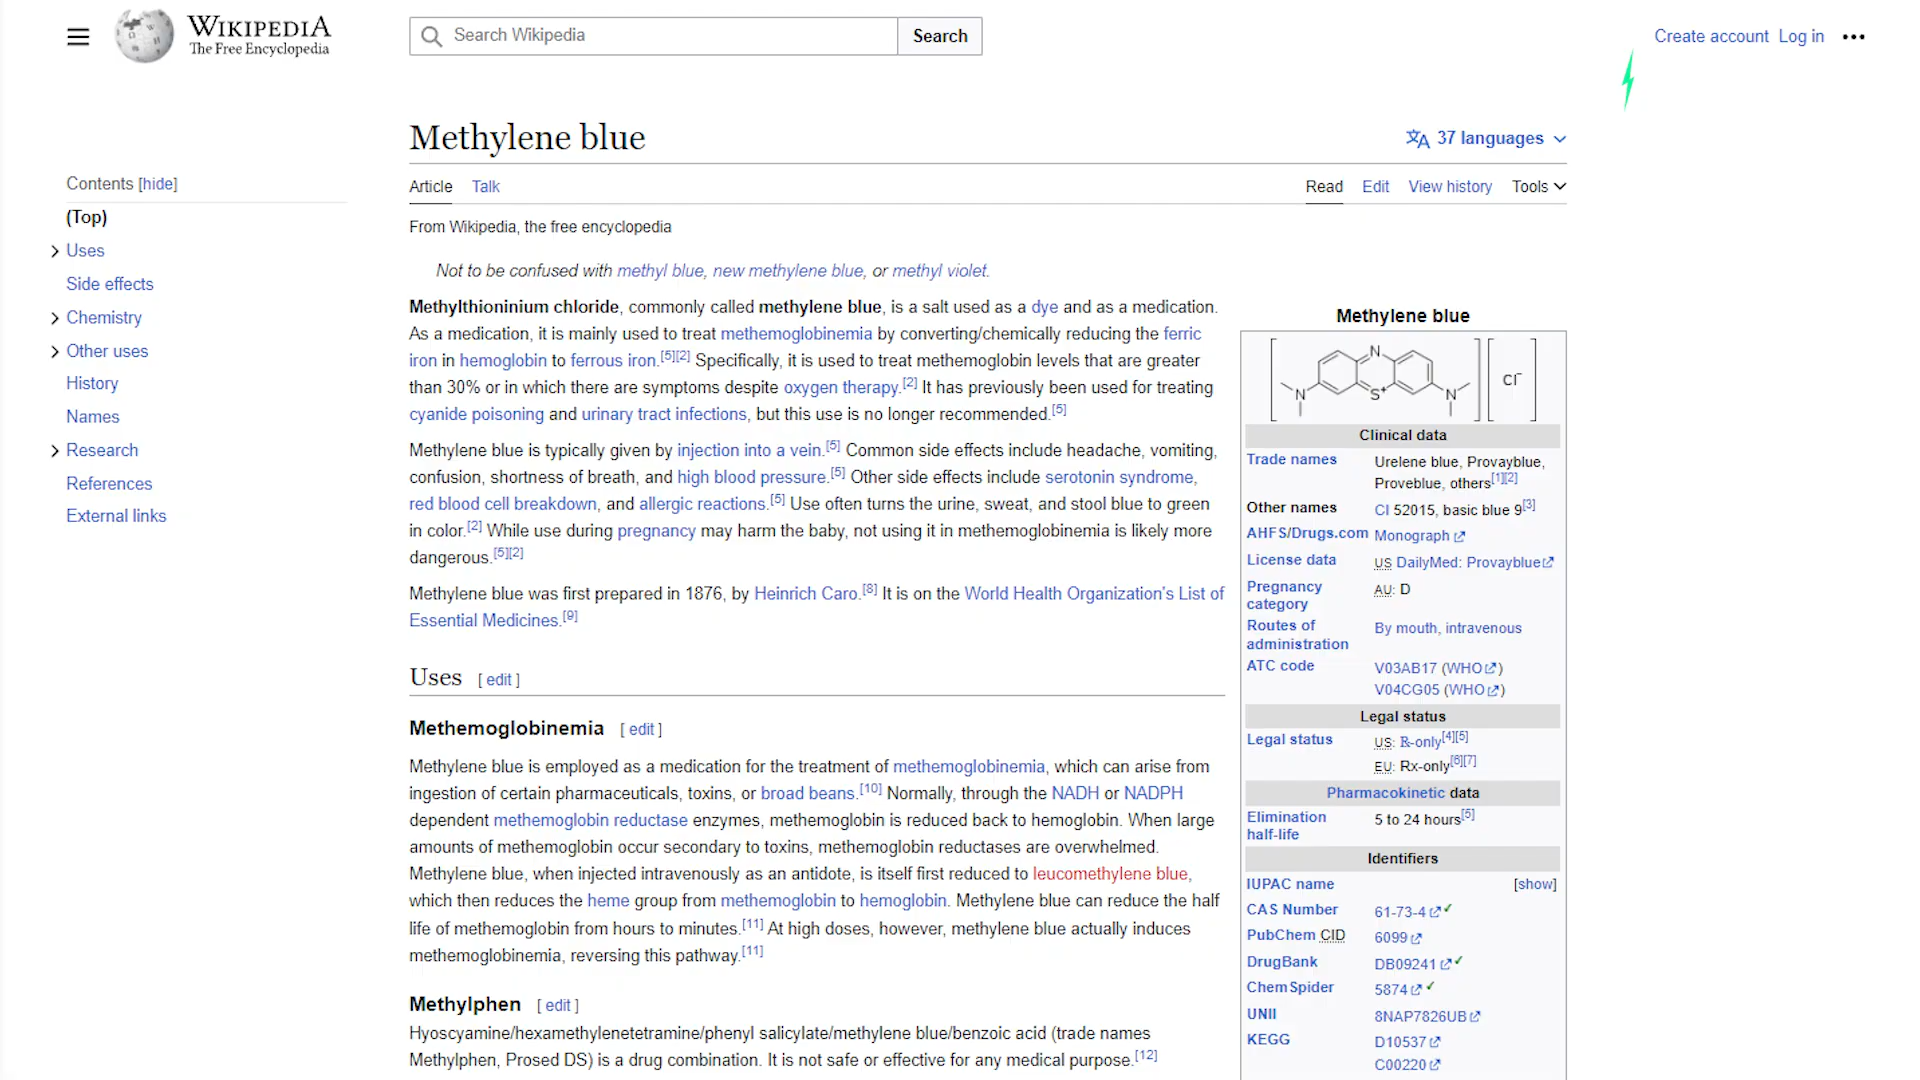 WIKIPEDIA
The Free Encyclopedia
Search Wikipedia
Search
Create account Log in
Methylene blue
37 languages
Contents [hide]
(Top)
Uses
Side effects
Chemistry
Other uses
History
Names
Research
References
External links
Article Talk
Read Edit View history Tools
From Wikipedia, the free encyclopedia
Not to be confused with methyl blue, new methylene blue, or methyl violet.
Methylthioninium chloride, commonly called methylene blue, is a salt used as a dye and as a medication.
As a medication, it is mainly used to treat methemoglobinemia by converting/chemically reducing the ferric
iron in hemoglobin to ferrous iron.[5][2] Specifically, it is used to treat methemoglobin levels that are greater
than 30% or in which there are symptoms despite oxygen therapy.[2] It has previously been used for treating
cyanide poisoning and urinary tract infections, but this use is no longer recommended.[5]
Methylene blue is typically given by injection into a vein.[5] Common side effects include headache, vomiting,
confusion, shortness of breath, and high blood pressure.[5] Other side effects include serotonin syndrome,
red blood cell breakdown, and allergic reactions.[5] Use often turns the urine, sweat, and stool blue to green
in color.[2] While use during pregnancy may harm the baby, not using it in methemoglobinemia is likely more
dangerous.[5][2]
Methylene blue was first prepared in 1876, by Heinrich Caro.[8] It is on the World Health Organization's List of
Essential Medicines.[9]
Uses [ edit ]
Methemoglobinemia [ edit ]
Methylene blue is employed as a medication for the treatment of methemoglobinemia, which can arise from
ingestion of certain pharmaceuticals, toxins, or broad beans.[10] Normally, through the NADH or NADPH
dependent methemoglobin reductase enzymes, methemoglobin is reduced back to hemoglobin. When large
amounts of methemoglobin occur secondary to toxins, methemoglobin reductases are overwhelmed.
Methylene blue, when injected intravenously as an antidote, is itself first reduced to leucomethylene blue,
which then reduces the heme group from methemoglobin to hemoglobin. Methylene blue can reduce the half
life of methemoglobin from hours to minutes.[11] At high doses, however, methylene blue actually induces
methemoglobinemia, reversing this pathway.[11]
Methylphen [ edit ]
Hyoscyamine/hexamethylenetetramine/phenyl salicylate/methylene blue/benzoic acid (trade names
Methylphen, Prosed DS) is a drug combination. It is not safe or effective for any medical purpose.[12]
Methylene blue
N
N S+ N
Cl−
Clinical data
Trade names Urelene blue, Provayblue,
Proveblue, others[1][2]
Other names CI 52015, basic blue 9[3]
AHFS/Drugs.com Monograph
License data US DailyMed: Provayblue
Pregnancy
category AU: D
Routes of
administration By mouth, intravenous
ATC code V03AB17 (WHO)
V04CG05 (WHO)
Legal status
Legal status US: ℞-only[4][5]
EU: Rx-only[6][7]
Pharmacokinetic data
Elimination
half-life 5 to 24 hours[5]
Identifiers
IUPAC name [show]
CAS Number 61-73-4 ✓
PubChem CID 6099
DrugBank DB09241 ✓
ChemSpider 5874 ✓
UNII 8NAP7826UB
KEGG D10537
C00220